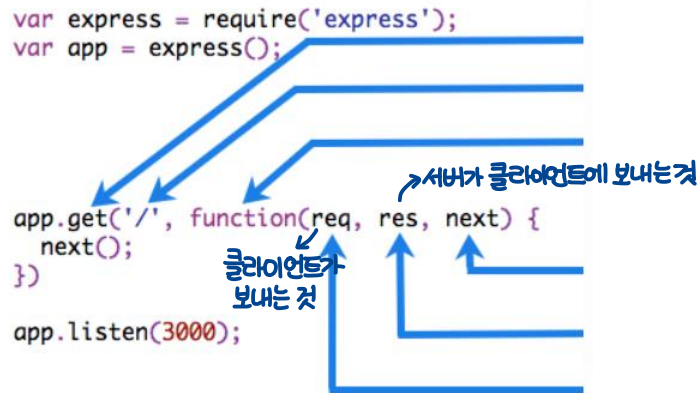 var express = require('express');
var app = express();
서버가 클라이언트에 보내는 것
app.get('/', function(req, res, next) {
next();
클라이언트가
보내는 것
})
app.listen(3000);